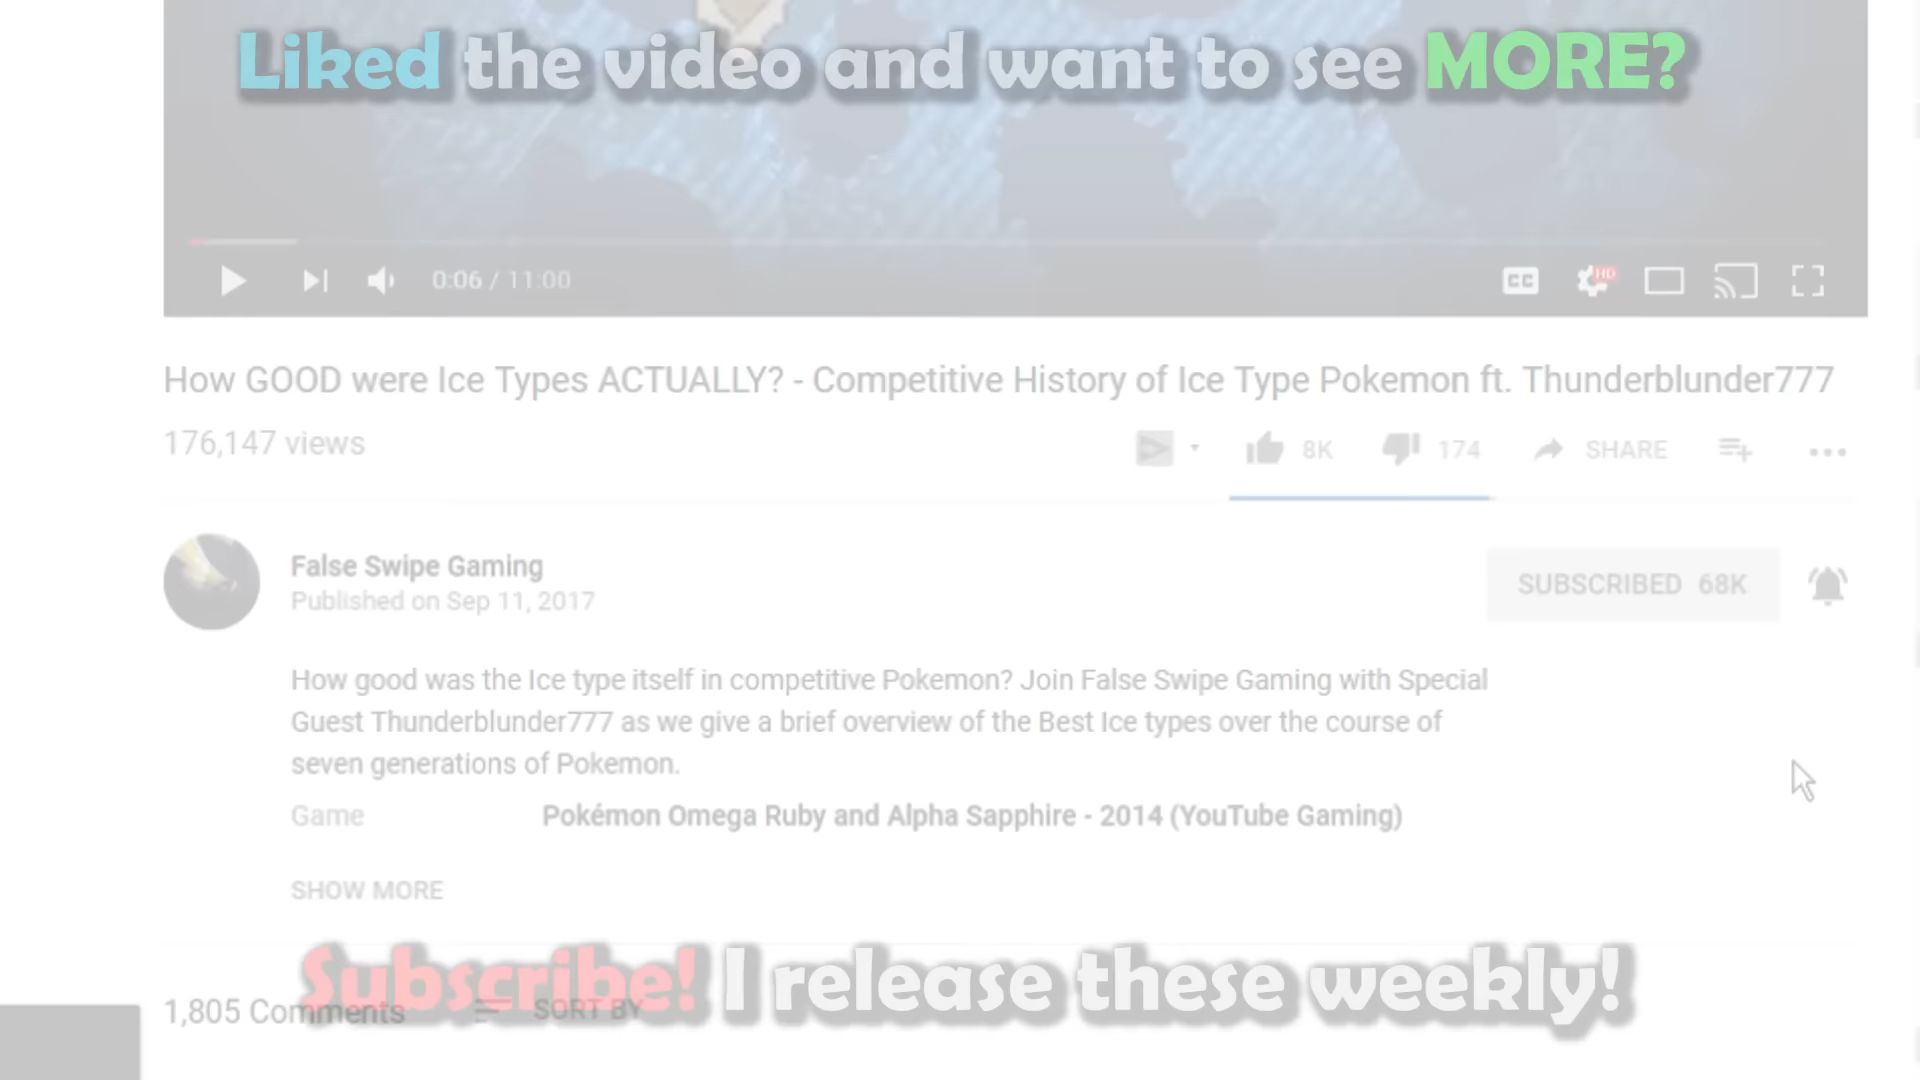 Liked the video and want to see MORE?
0:06 / 11:00
CC
HD
How GOOD were Ice Types ACTUALLY? - Competitive History of Ice Type Pokemon ft. Thunderblunder777
176,147 views
8K 174 SHARE
False Swipe Gaming
Published on Sep 11, 2017
SUBSCRIBED 68K
How good was the Ice type itself in competitive Pokemon? Join False Swipe Gaming with Special
Guest Thunderblunder777 as we give a brief overview of the Best Ice types over the course of
seven generations of Pokemon.
Game Pokémon Omega Ruby and Alpha Sapphire - 2014 (YouTube Gaming)
SHOW MORE
Subscribe! I release these weekly!
1,805 Comments SORT BY